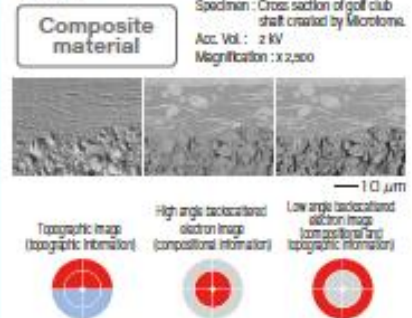 Composite
material
Specimen : Cross section of golf club
shaft created by Microtome.
Acc. Vol. : 2 kV
Magnification : X 2,500
10 μm
Topographic image
(topographic information)
High angle backscattered
electron image
(compositional information)
Low angle backscattered
electron image
(compositional and
topographic information)